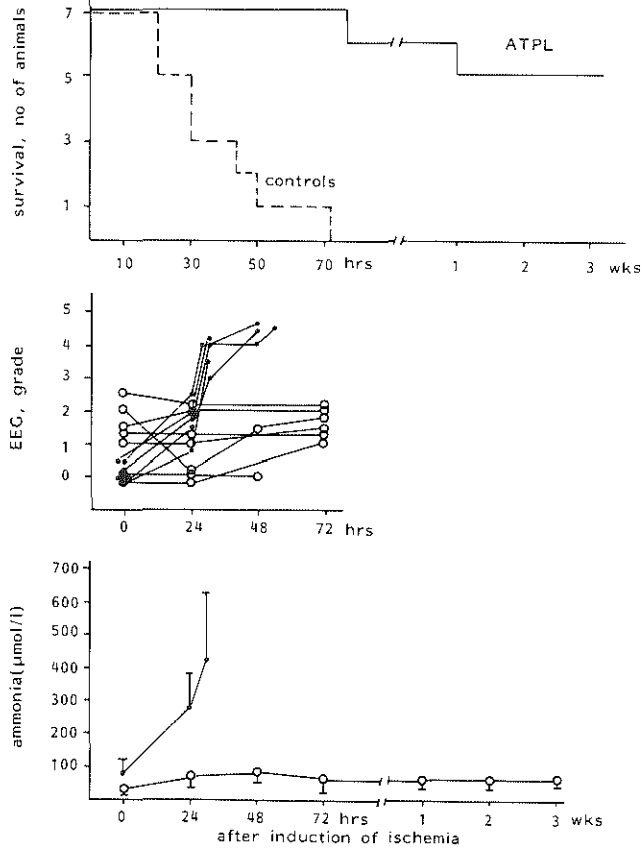 survival, no of animals
7
5
3
1
ATPL
controls
10 30 50 70 hrs 1 2 3 wks
EEG, grade
5
4
3
2
1
0
0 24 48 72 hrs
ammonia(µmol/l)
700
600
500
400
300
200
100
0 24 48 72 hrs 1 2 3 wks
after induction of ischemia